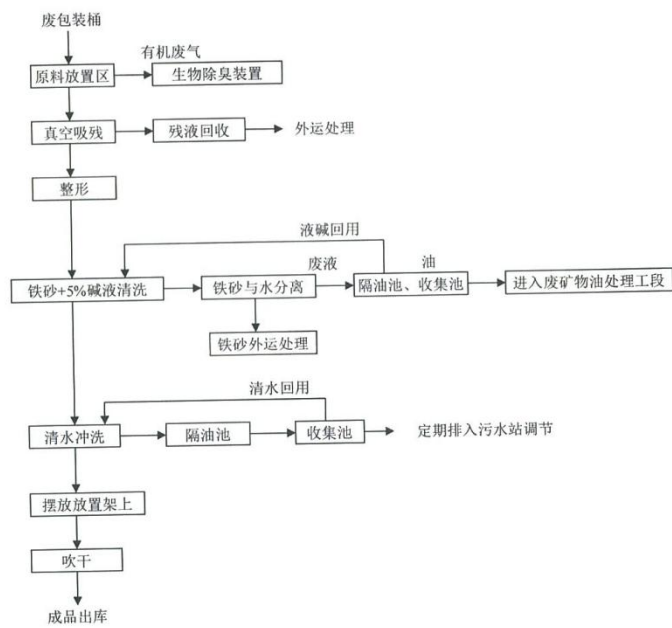 废包装桶
有机废气
原料放置区
生物除臭装置
真空吸残
残液回收
外运处理
整形
液碱回用
废液
油
铁砂+5%碱液清洗
铁砂与水分离
隔油池、收集池
进入废矿物油处理工段
铁砂外运处理
清水回用
清水冲洗
隔油池
收集池
定期排入污水站调节
摆放放置架上
吹干
成品出库